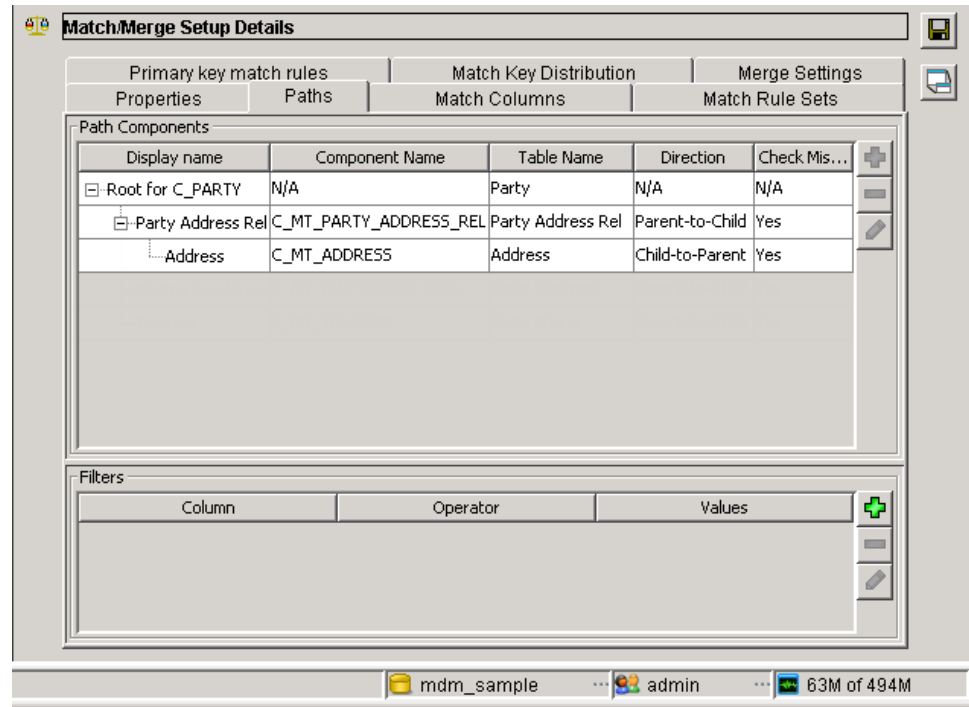 Match/Merge Setup Details
Primary key match rules Match Key Distribution Merge Settings
Properties Paths Match Columns Match Rule Sets
Path Components
Display name Component Name Table Name Direction Check Mis...
Root for C_PARTY N/A Party N/A N/A
Party Address Rel C_MT_PARTY_ADDRESS_REL Party Address Rel Parent-to-Child Yes
Address C_MT_ADDRESS Address Child-to-Parent Yes
Filters
Column Operator Values
mdm_sample ... admin ... 63M of 494M